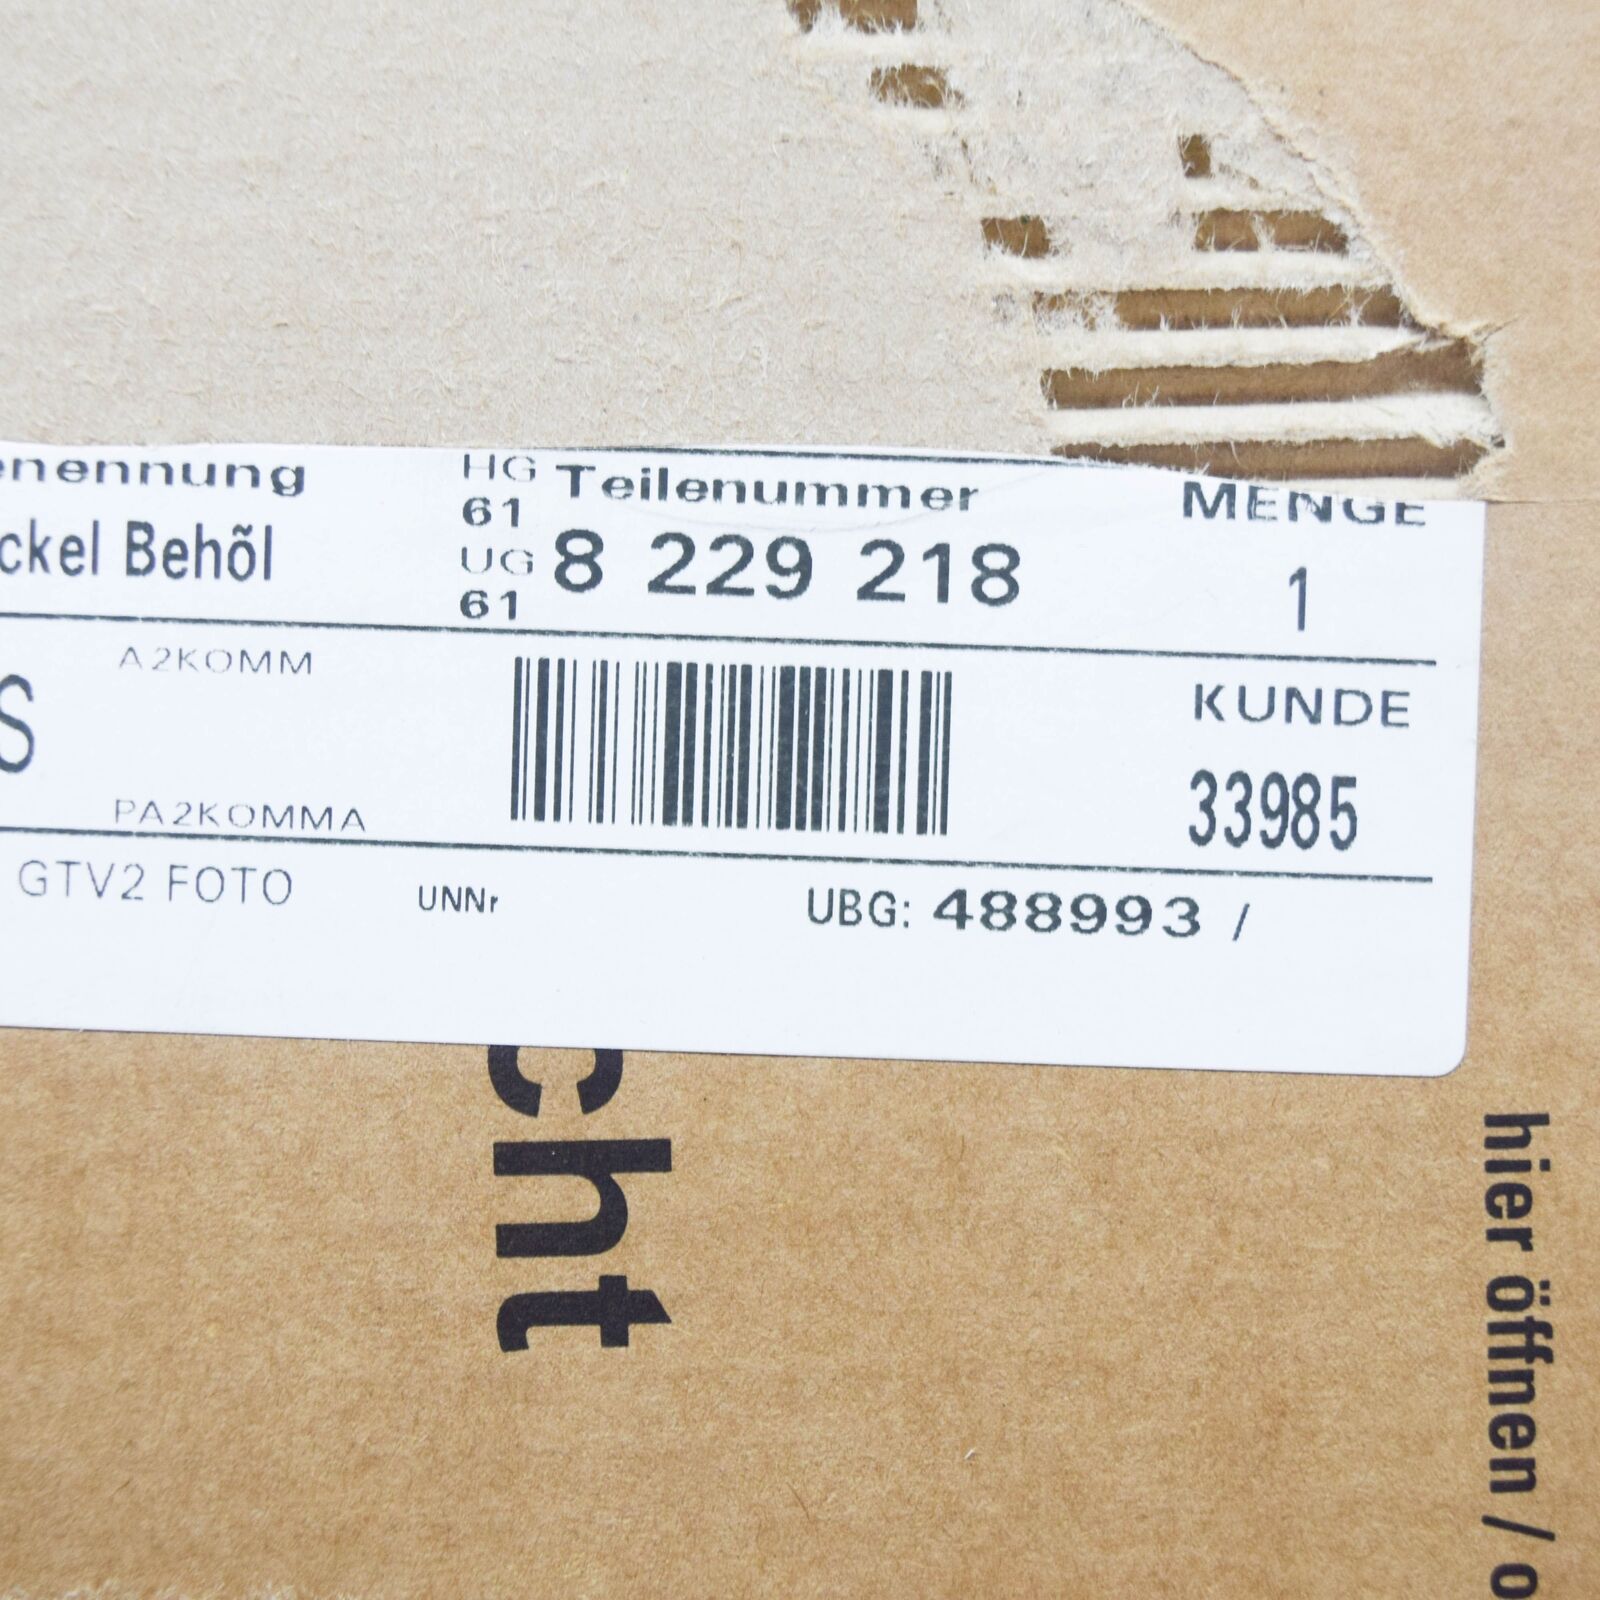 enennung HG Teilenummer MENGE
61
ckel Behõl UG 8 229 218 1
61
S A2KOMM KUNDE
PA2KOMMA 33985
GTV2 FOTO UNNr UBG: 488993 /
cht
hier öffnen / o